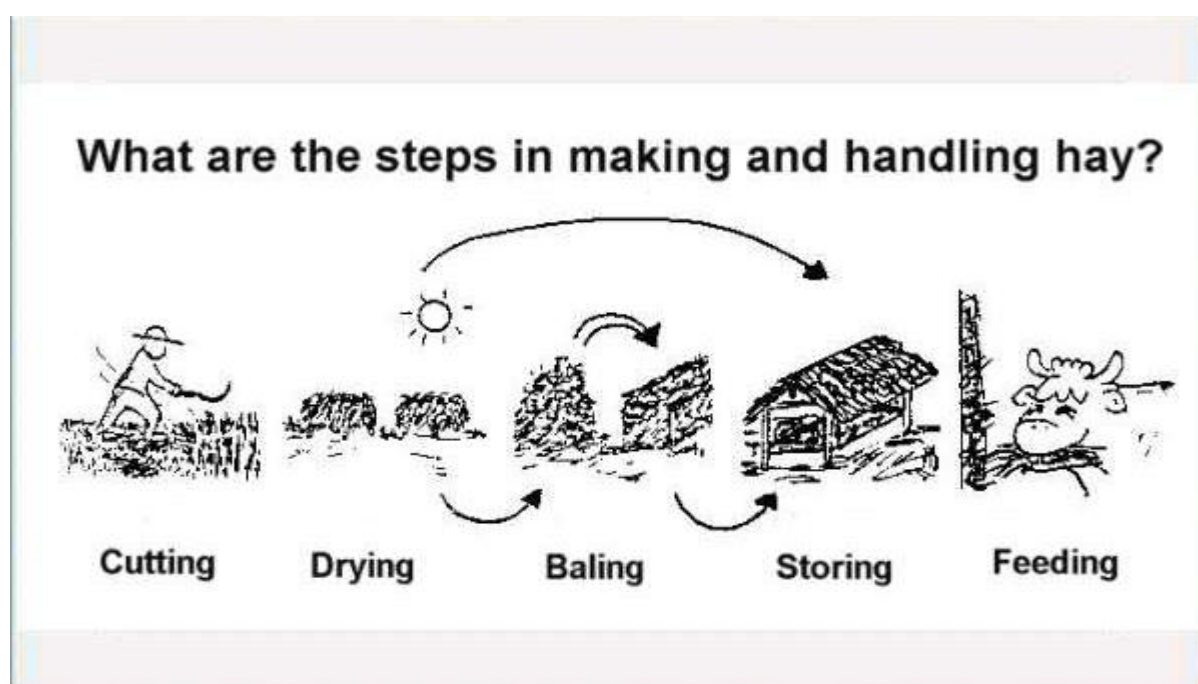 What are the steps in making and handling hay?
Cutting
Drying
Baling
Storing
Feeding